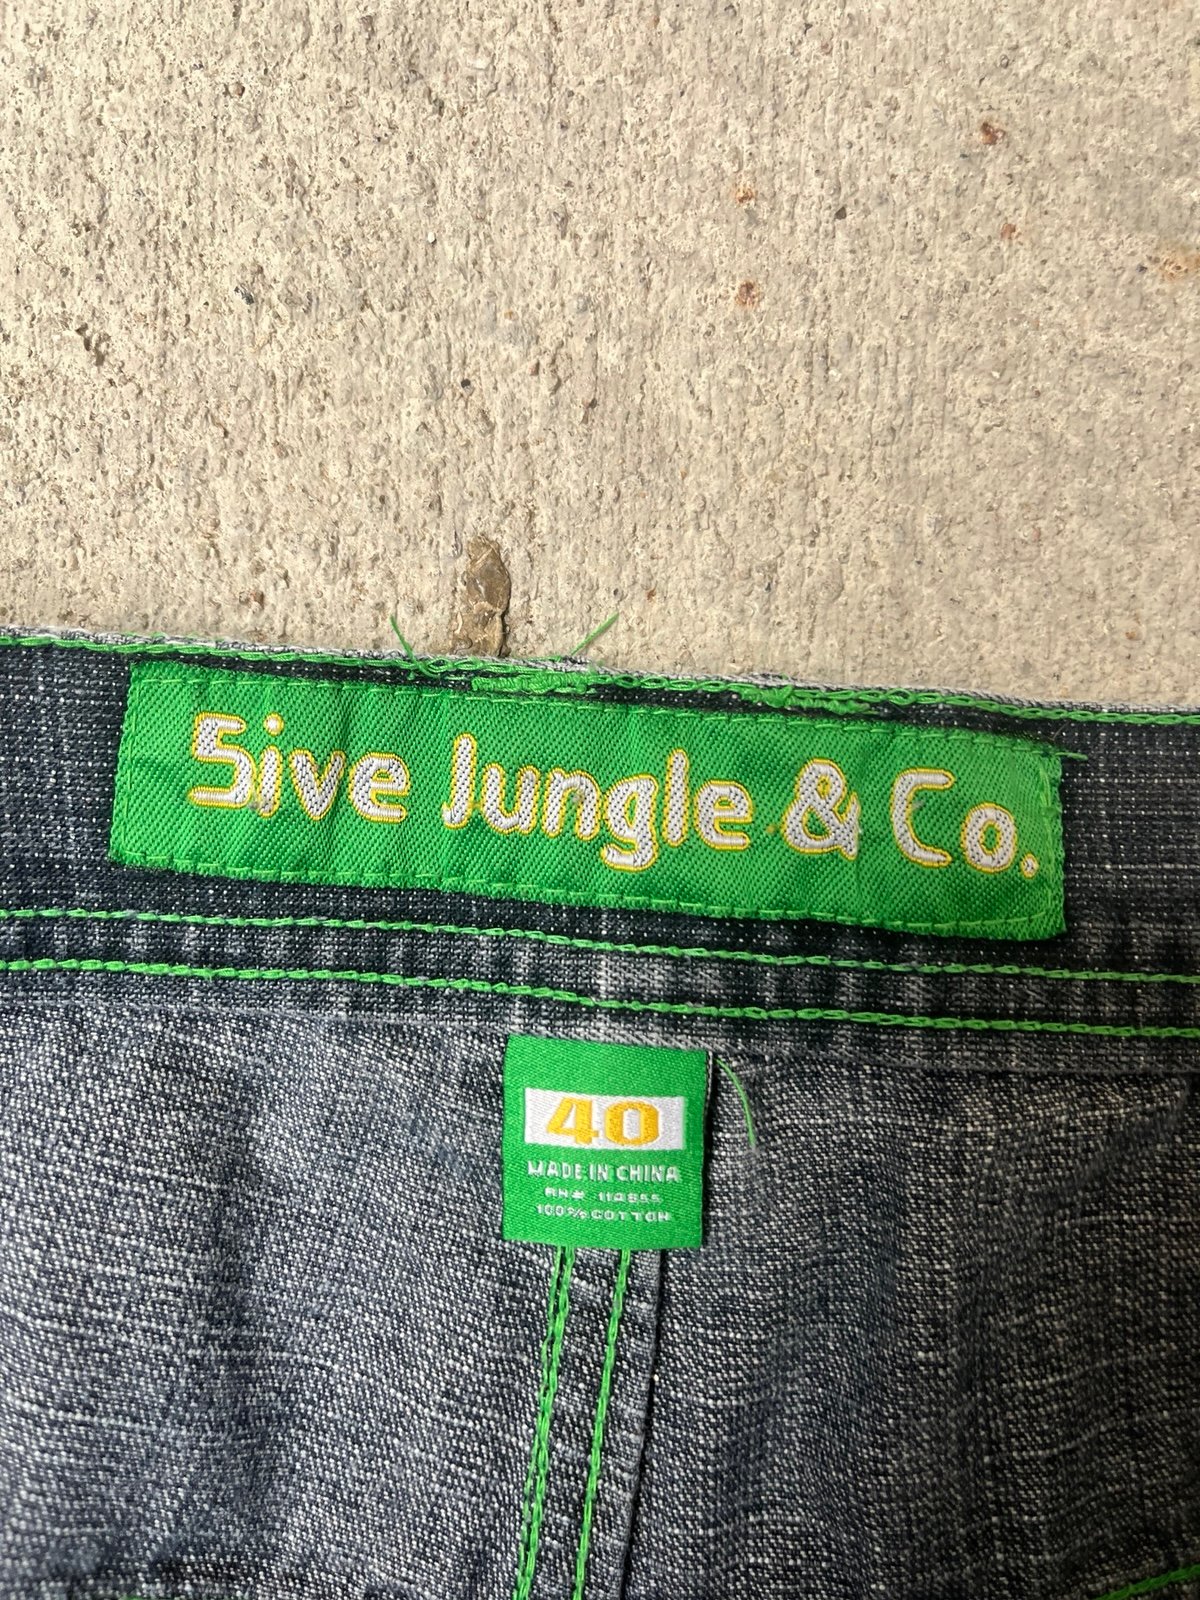 5ive Jungle & Co.
40
MADE IN CHINA
100% COTTON